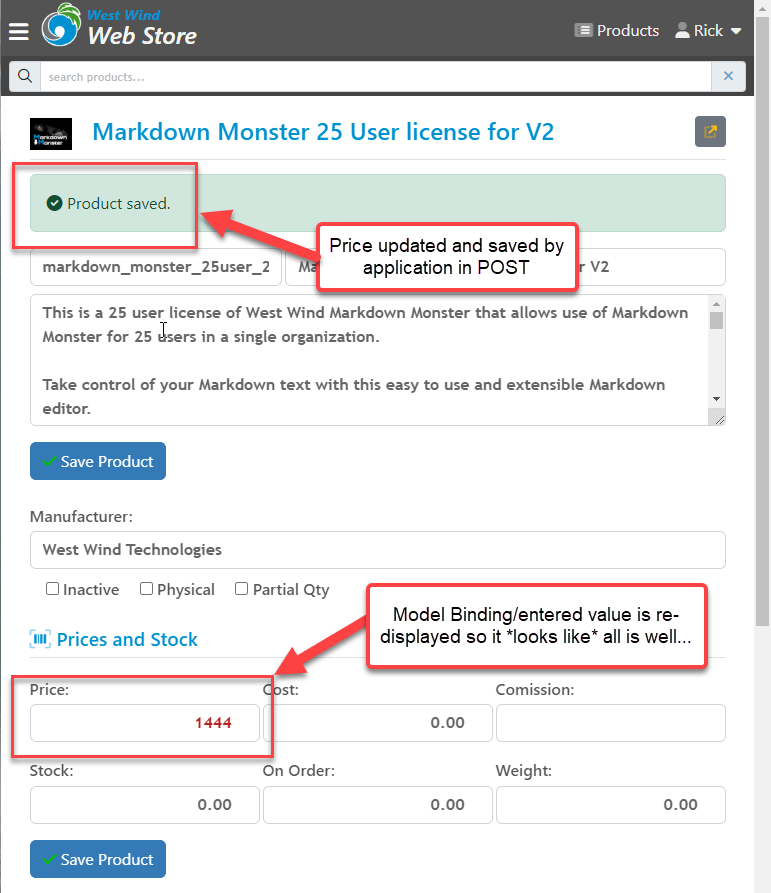 West Wind
Web Store
Products
Rick
search products...
Markdown
Monster
Markdown Monster 25 User license for V2
Product saved.
Price updated and saved by
application in POST
markdown_monster_25user_2
Ma
r V2
This is a 25 user license of West Wind Markdown Monster that allows use of Markdown
Monster for 25 users in a single organization.
Take control of your Markdown text with this easy to use and extensible Markdown
editor.
Save Product
Manufacturer:
West Wind Technologies
Inactive
Physical
Partial Qty
Model Binding/entered value is re-
displayed so it *looks like* all is well...
Prices and Stock
Price:
Cost:
Comission:
1444
0.00
Stock:
On Order:
Weight:
0.00
0.00
0.00
Save Product